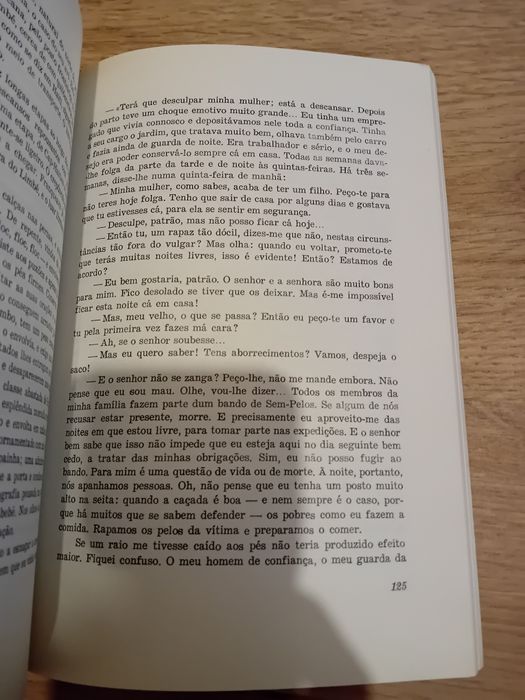 — «Terá que desculpar minha mulher; está a descansar. Depois
do parto teve um choque emotivo muito grande... Eu tinha um empre-
gado que vivia connosco e depositávamos nele toda a confiança. Tinha
a seu cargo o jardim, que tratava muito bem, olhava também pelo carro
e fazia ainda de guarda de noite. Era trabalhador e sério, e o meu de-
sejo era poder conservá-lo sempre cá em casa. Todas as semanas dava-
-lhe folga da parte da tarde e de noite às quintas-feiras. Há três se-
manas, disse-lhe numa quinta-feira de manhã:
— Minha mulher, como sabes, acaba de ter um filho. Peço-te para
não teres hoje folga. Tenho que sair de casa por alguns dias e gostava
que tu estivesses cá, para ela se sentir em segurança.
— Desculpe, patrão, mas não posso ficar cá hoje...
— Então tu, um rapaz tão dócil, dizes-me que não, nestas circuns-
tâncias tão fora do vulgar? Mas olha: quando eu voltar, prometo-te
que terás muitas noites livres, isso é evidente! Então? Estamos de
acordo?
— Eu bem gostaria, patrão. O senhor e a senhora são muito bons
para mim. Fico desolado se tiver que os deixar. Mas é-me impossível
ficar esta noite cá em casa!
— Mas, meu velho, o que se passa? Então eu peço-te um favor e
tu pela primeira vez fazes má cara?
— Ah, se o senhor soubesse...
— Mas eu quero saber! Tens aborrecimentos? Vamos, despeja o
saco!
— E o senhor não se zanga? Peço-lhe, não me mande embora. Não
pense que eu sou mau. Olhe, vou-lhe dizer... Todos os membros da
minha família fazem parte dum bando de Sem-Pelos. Se algum de nós
recusar estar presente, morre. E precisamente eu aproveito-me das
noites em que estou livre, para tomar parte nas expedições. E o senhor
bem sabe que isso não impede que eu esteja aqui no dia seguinte bem
cedo, a tratar das minhas obrigações. Sim, eu não posso fugir ao
bando. Para mim é uma questão de vida ou de morte. À noite, portanto,
nós apanhamos pessoas. Oh, não pense que eu tenha um posto muito
alto na seita: quando a caçada é boa — e nem sempre é o caso, por-
que há muitos que se sabem defender — os pobres como eu fazem a
comida. Rapamos os pelos da vítima e preparamos o comer.
Se um raio me tivesse caído aos pés não teria produzido efeito
maior. Fiquei confuso. O meu homem de confiança, o meu guarda da
125